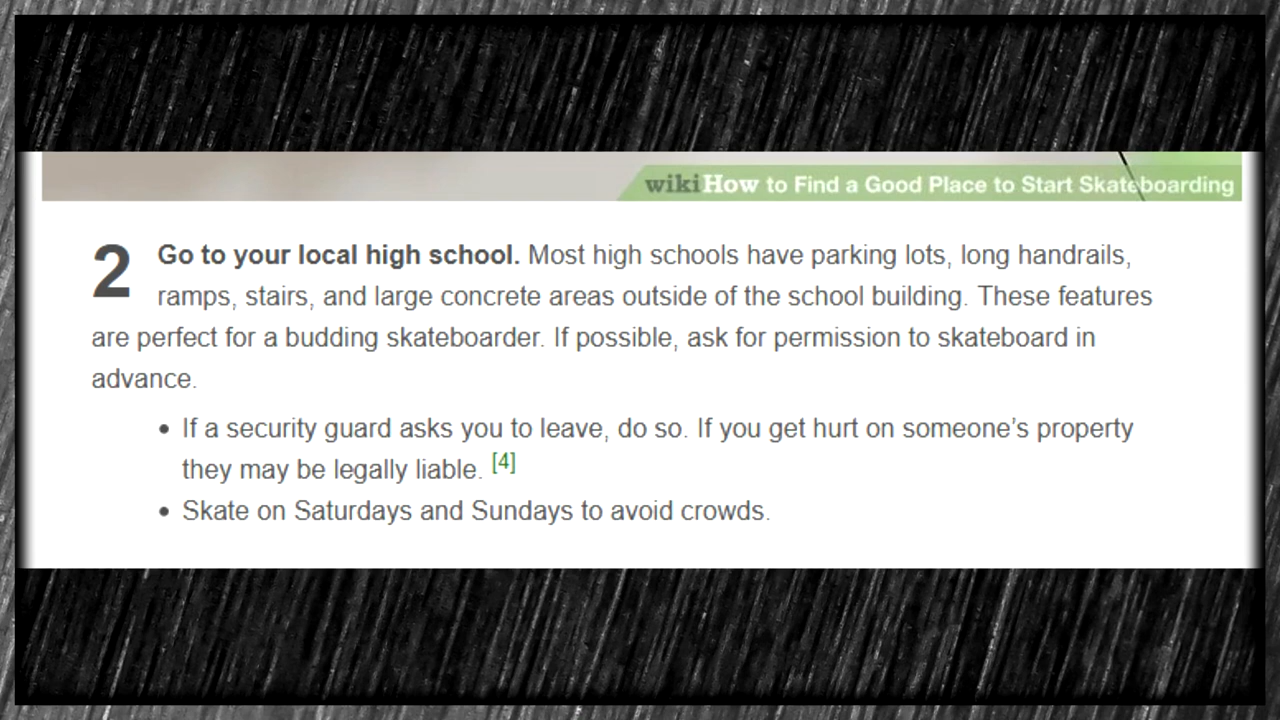 wikiHow to Find a Good Place to Start Skateboarding
2 Go to your local high school. Most high schools have parking lots, long handrails,
ramps, stairs, and large concrete areas outside of the school building. These features
are perfect for a budding skateboarder. If possible, ask for permission to skateboard in
advance.
• If a security guard asks you to leave, do so. If you get hurt on someone’s property
they may be legally liable. [4]
• Skate on Saturdays and Sundays to avoid crowds.